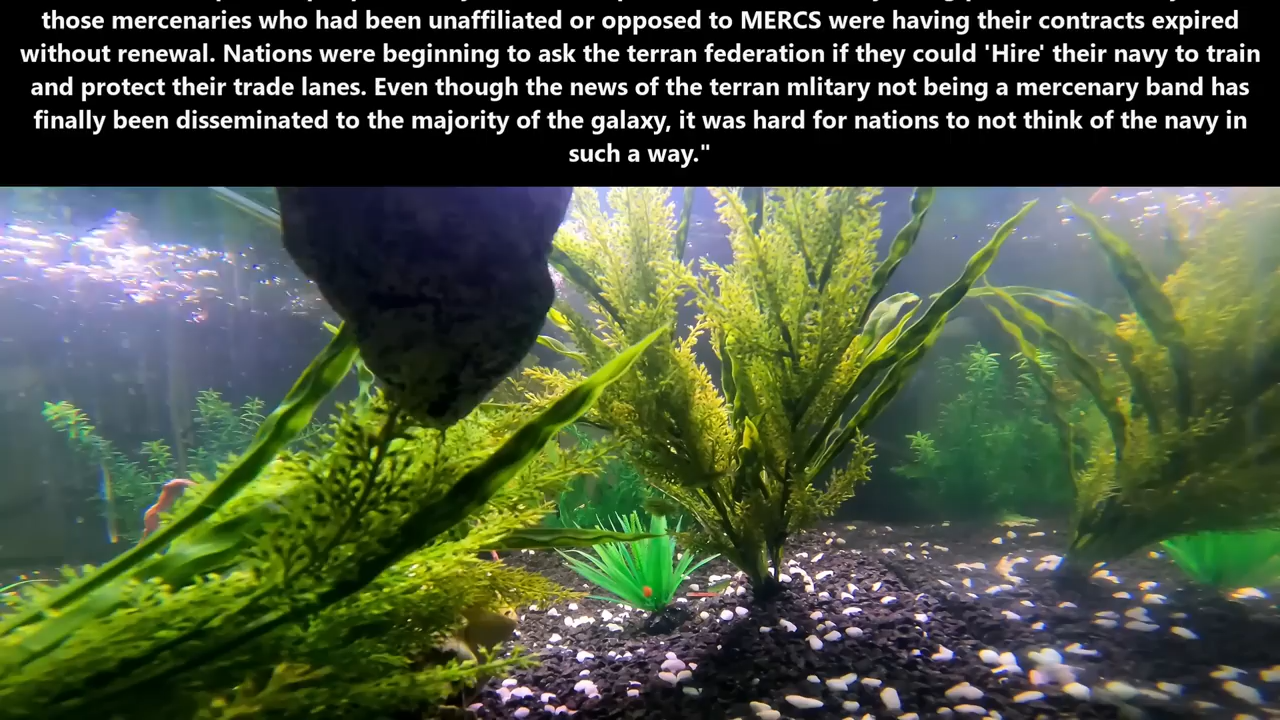 those mercenaries who had been unaffiliated or opposed to MERCS were having their contracts expired
without renewal. Nations were beginning to ask the terran federation if they could 'Hire' their navy to train
and protect their trade lanes. Even though the news of the terran mlitary not being a mercenary band has
finally been disseminated to the majority of the galaxy, it was hard for nations to not think of the navy in
such a way."